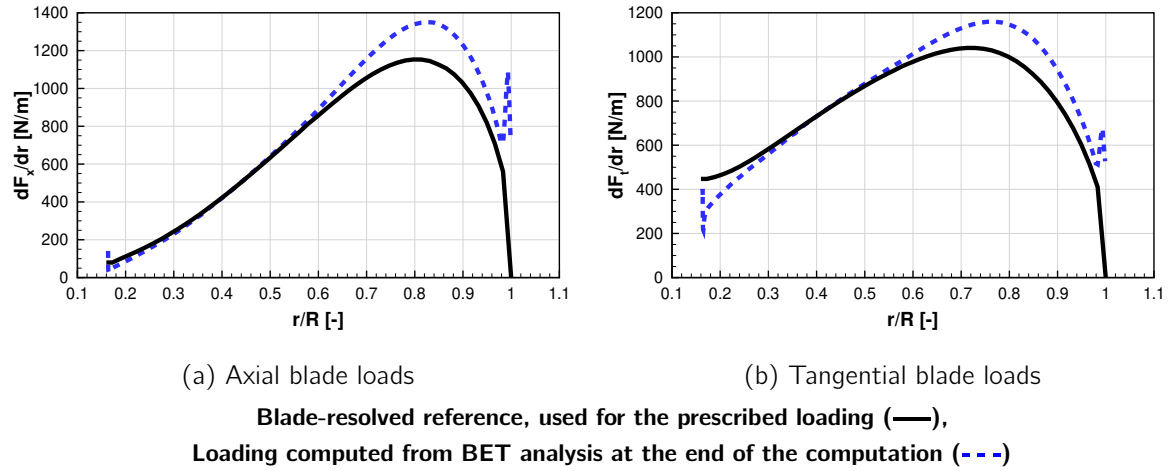 1400
1200
1000
800
600
400
200
0
dFx/dr [N/m]
0.1 0.2 0.3 0.4 0.5 0.6 0.7 0.8 0.9 1 1.1
r/R [-]
(a) Axial blade loads
1200
1000
800
600
400
200
0
dFt/dr [N/m]
0.1 0.2 0.3 0.4 0.5 0.6 0.7 0.8 0.9 1 1.1
r/R [-]
(b) Tangential blade loads
Blade-resolved reference, used for the prescribed loading (—),
Loading computed from BET analysis at the end of the computation (---)